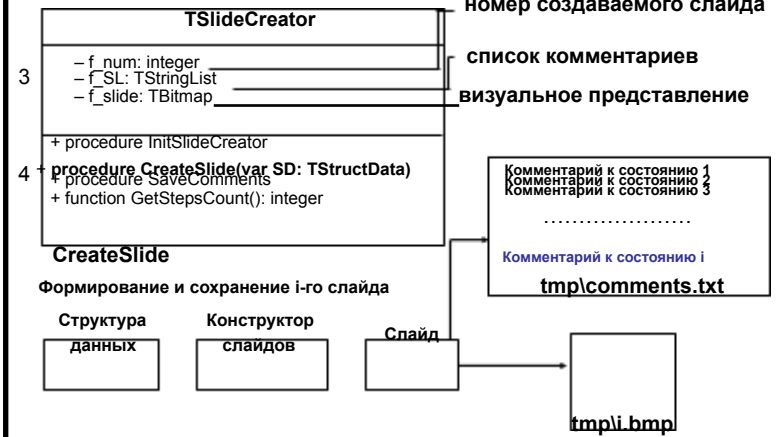 номер создаваемого слайда
TSlideCreator
3
– f_num: integer
– f_SL: TStringList
– f_slide: TBitmap
список комментариев
визуальное представление
+ procedure InitSlideCreator
4
+ procedure CreateSlide(var SD: TStructData)
+ procedure SaveComments
+ function GetStepsCount(): integer
Комментарий к состоянию 1
Комментарий к состоянию 2
Комментарий к состоянию 3
.....................
Комментарий к состоянию i
tmp\comments.txt
CreateSlide
Формирование и сохранение i-го слайда
Структура данных
Конструктор слайдов
Слайд
tmp\i.bmp